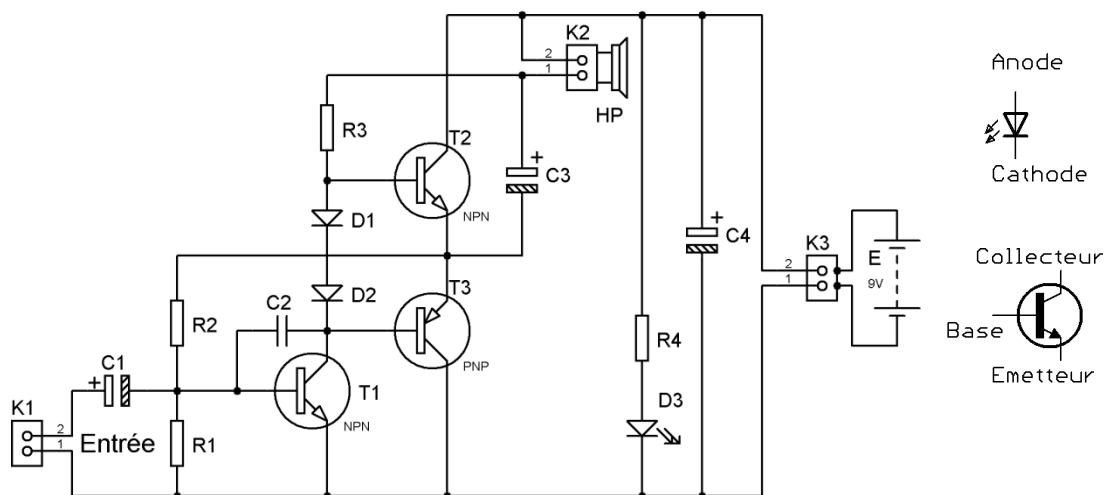 K2
2
1
HP
R3
T2
+
C3
NPN
D1
+
C4
K3
2
1
E
9V
Anode
Cathode
Collecteur
Base
Emetteur
C2
D2
T3
R2
PNP
R4
C1
+
T1
NPN
D3
K1
2
1
Entrée
R1